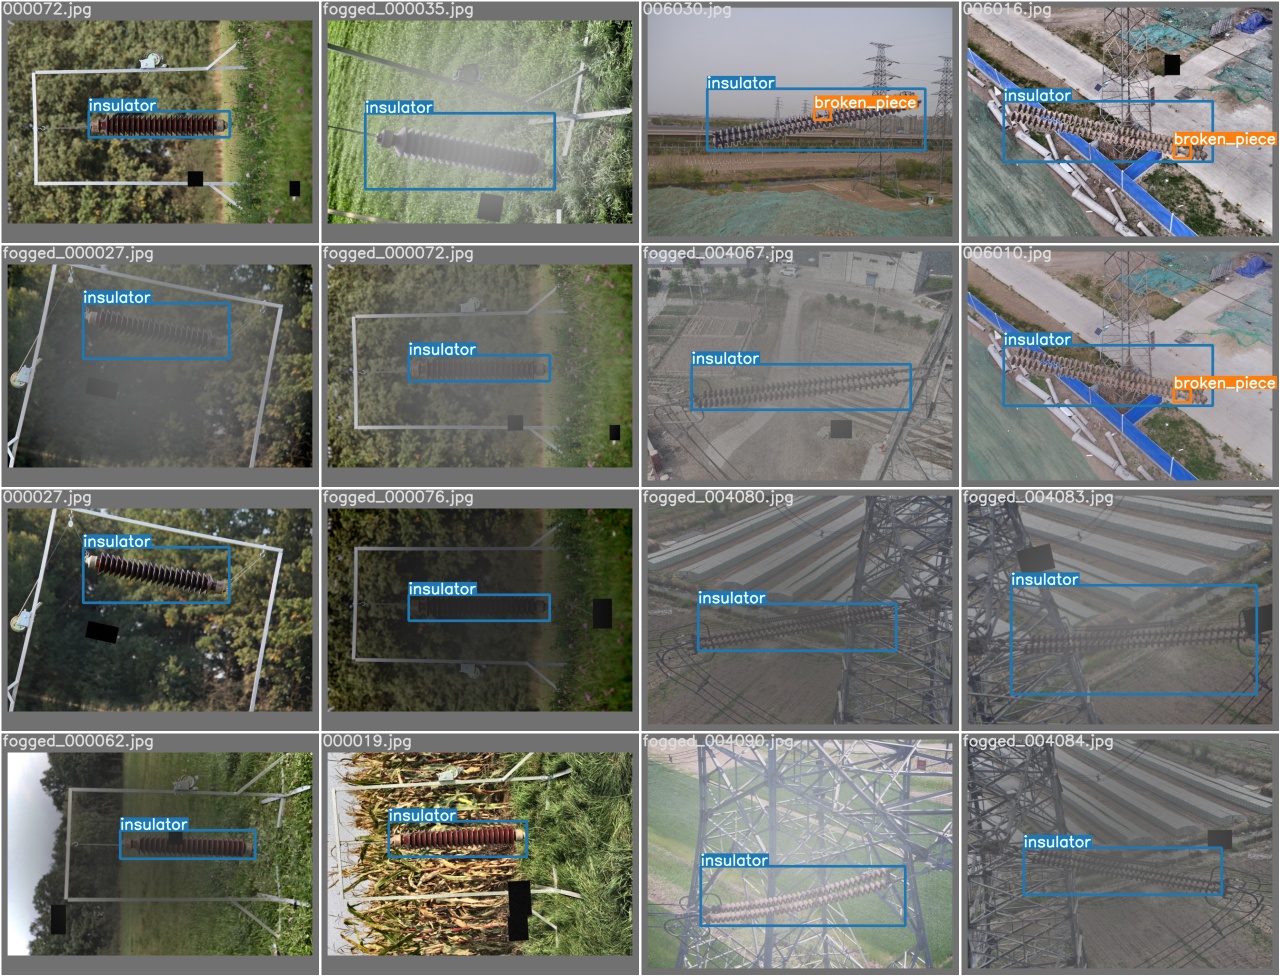 000072.jpg
insulator
fogged_000035.jpg
insulator
006030.jpg
insulator
broken_piece
006016.jpg
insulator
broken_piece
fogged_000027.jpg
insulator
fogged_000072.jpg
insulator
fogged_004067.jpg
insulator
006010.jpg
insulator
broken_piece
000027.jpg
insulator
fogged_000076.jpg
insulator
fogged_004080.jpg
insulator
fogged_004083.jpg
insulator
fogged_000062.jpg
insulator
000019.jpg
insulator
fogged_004090.jpg
insulator
fogged_004084.jpg
insulator